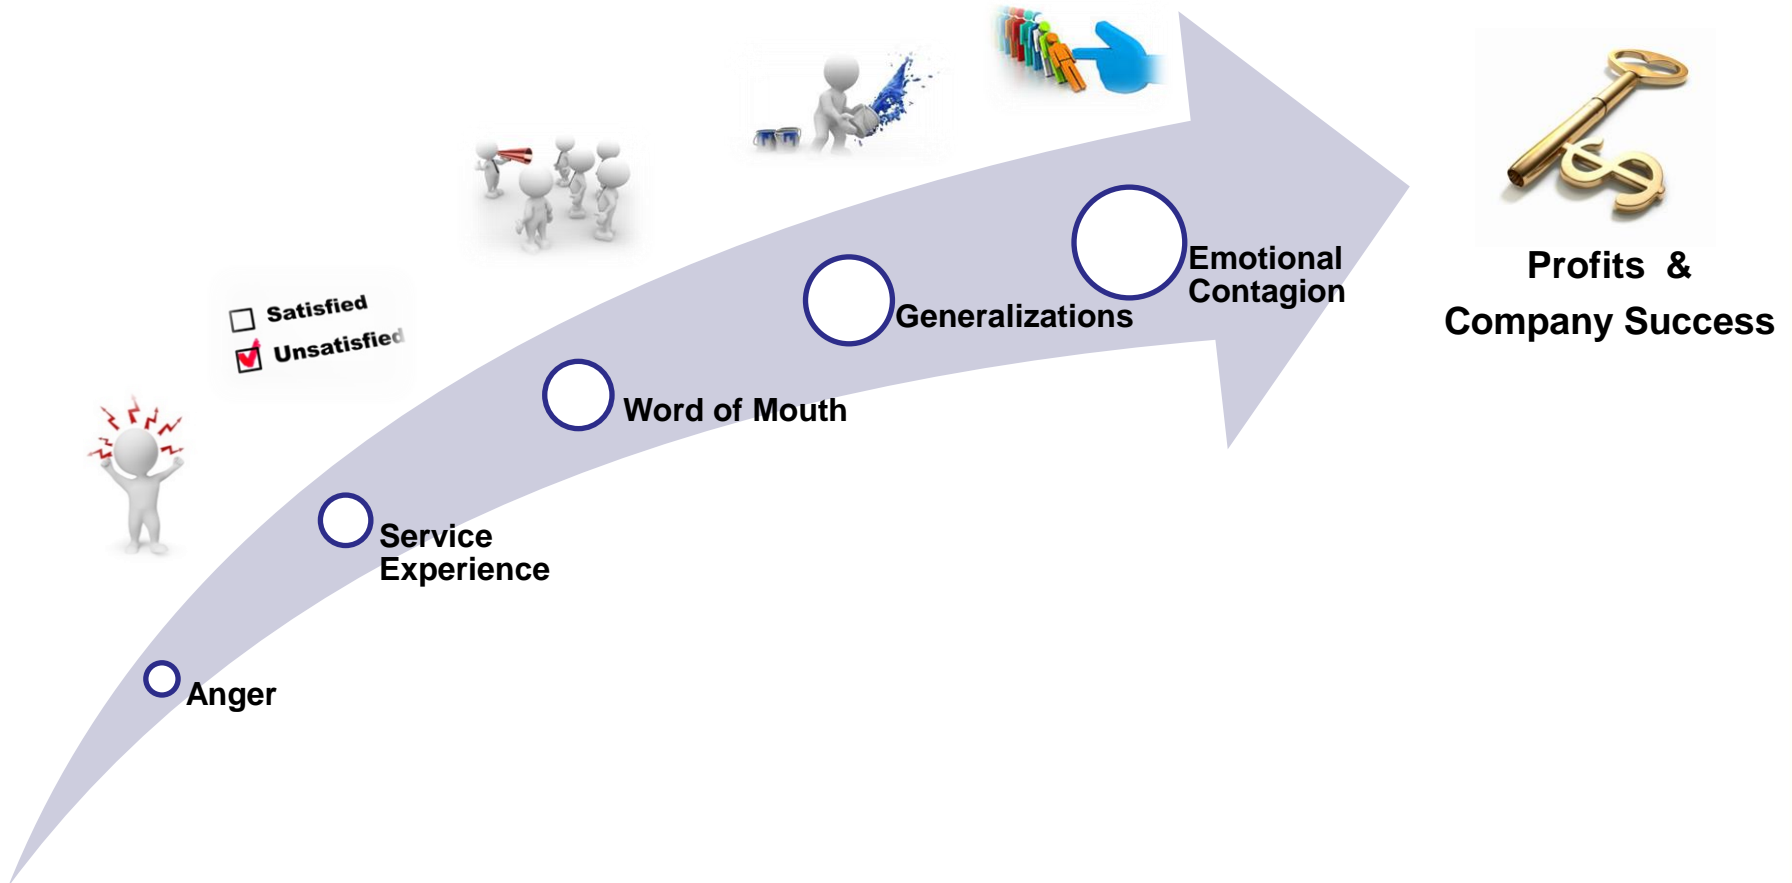 Satisfied
Unsatisfied
Anger
Service
Experience
Word of Mouth
Generalizations
Emotional
Contagion
Profits &
Company Success